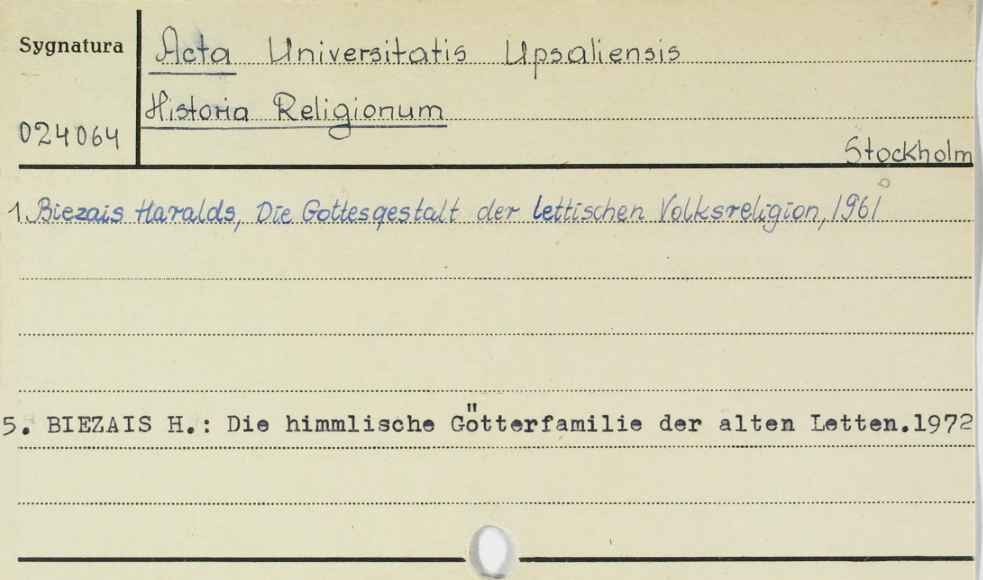 Sygnatura
Acta Universitatis Upsaliensis
Historia Religionum
024064
Stockholm
1. Biezais Haralds, Die Gottesgestalt der lettischen Volksreligion, 1961
5. BIEZAIS H.: Die himmlische Götterfamilie der alten Letten.1972